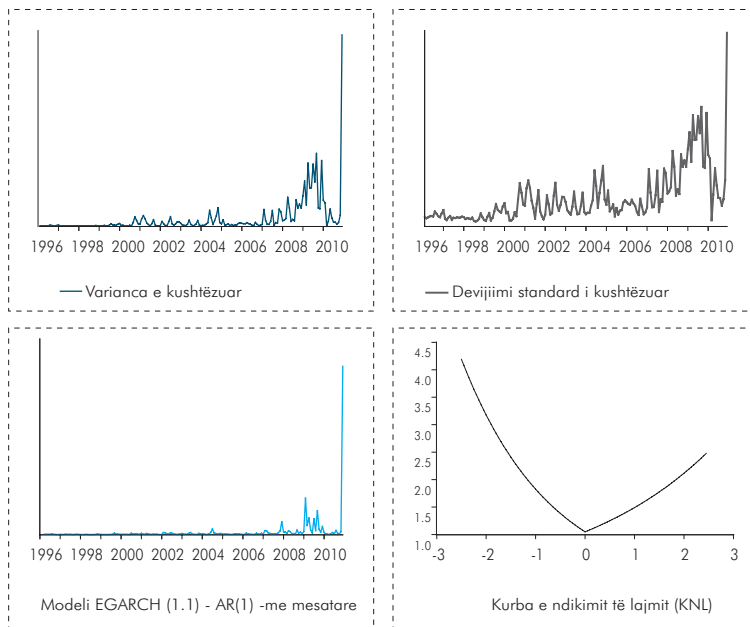 1996 1998 2000 2002 2004 2006 2008 2010
Varianca e kushtëzuar
1996 1998 2000 2002 2004 2006 2008 2010
Devijiimi standard i kushtëzuar
1996 1998 2000 2002 2004 2006 2008 2010
Modeli EGARCH (1.1) - AR(1) -me mesatare
4.5
4.0
3.5
3.0
2.5
2.0
1.5
1.0
-3 -2 -1 0 1 2 3
Kurba e ndikimit të lajmit (KNL)